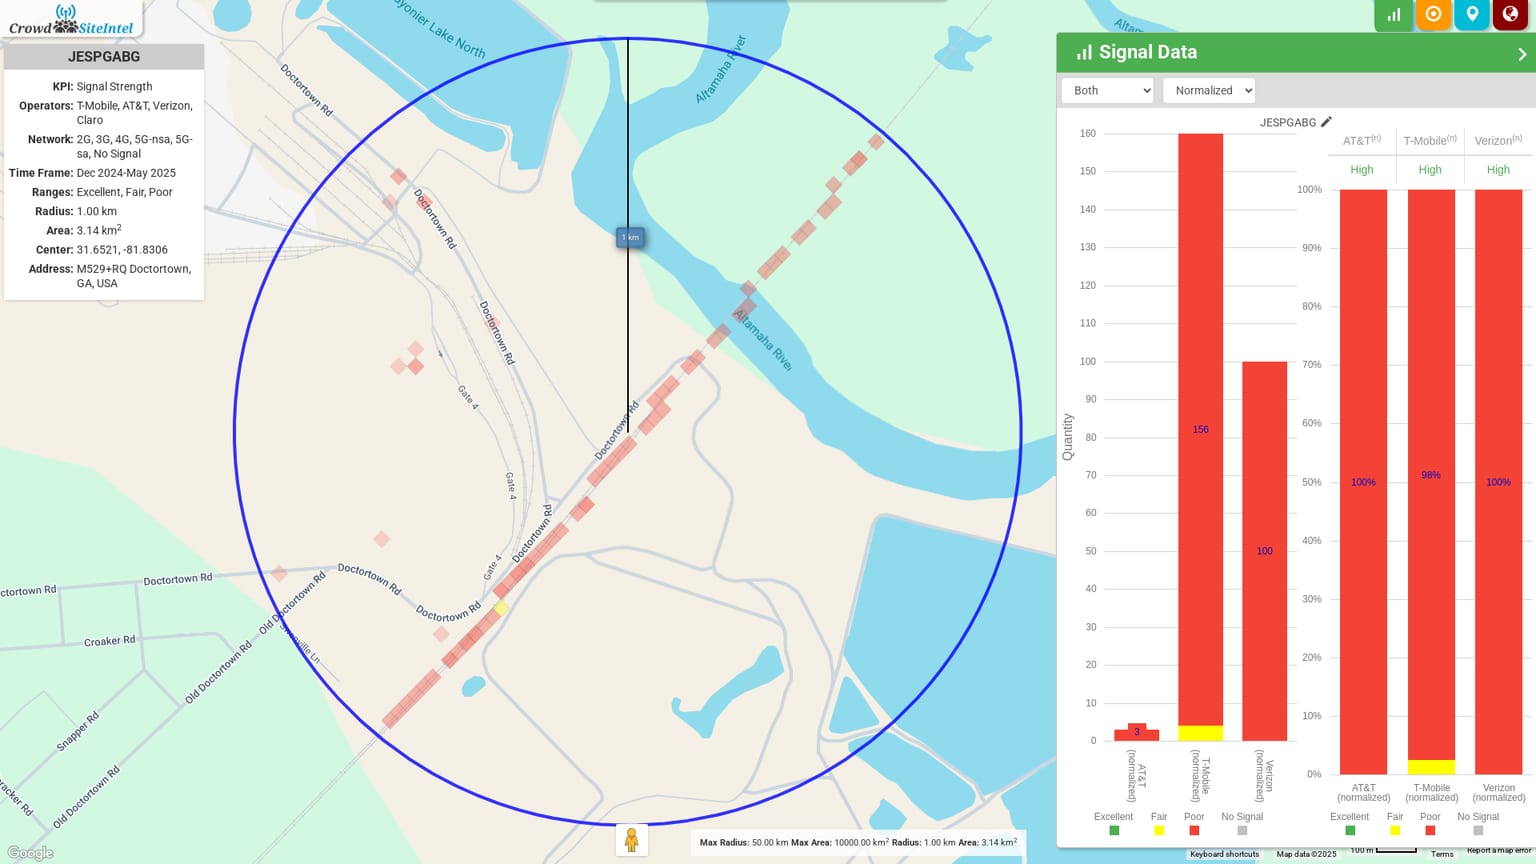 Crowd SiteIntel
JESPGABG
KPI: Signal Strength
Operators: T-Mobile, AT&T, Verizon,
Claro
Network: 2G, 3G, 4G, 5G-nsa, 5G-
sa, No Signal
Time Frame: Dec 2024-May 2025
Ranges: Excellent, Fair, Poor
Radius: 1.00 km
Area: 3.14 km²
Center: 31.6521, -81.8306
Address: M529+RQ Doctortown,
GA, USA
ayonier Lake North
Altamaha River
Altam
Doctortown Rd
Doctortown Rd
1 km
Doctortown Rd
Altamaha River
Gate 4
Doctortown Rd
Gate 4
Doctortown Rd
Gate 4
ctortown Rd
Doctortown Rd
Doctortown Rd
Doctortown Rd
Old Doctortown Rd
Croaker Rd
Old Doctortown Rd
Snapper Rd
Old Doctortown Rd
racker Rd
Google
Max Radius: 50.00 km Max Area: 10000.00 km² Radius: 1.00 km Area: 3.14 km²
Signal Data
Both
Normalized
JESPGABG
160
150
140
130
120
110
100
90
80
70
60
50
40
30
20
10
0
Quantity
3
156
100
AT&T
(normalized)
T-Mobile
(normalized)
Verizon
(normalized)
Excellent Fair Poor No Signal
AT&T(n) T-Mobile(n) Verizon(n)
High High High
100%
90%
80%
70%
60%
50%
40%
30%
20%
10%
0%
100%
98%
100%
AT&T
(normalized)
T-Mobile
(normalized)
Verizon
(normalized)
Excellent Fair Poor No Signal
Keyboard shortcuts
Map data ©2025
100 m
Terms
Report a map error